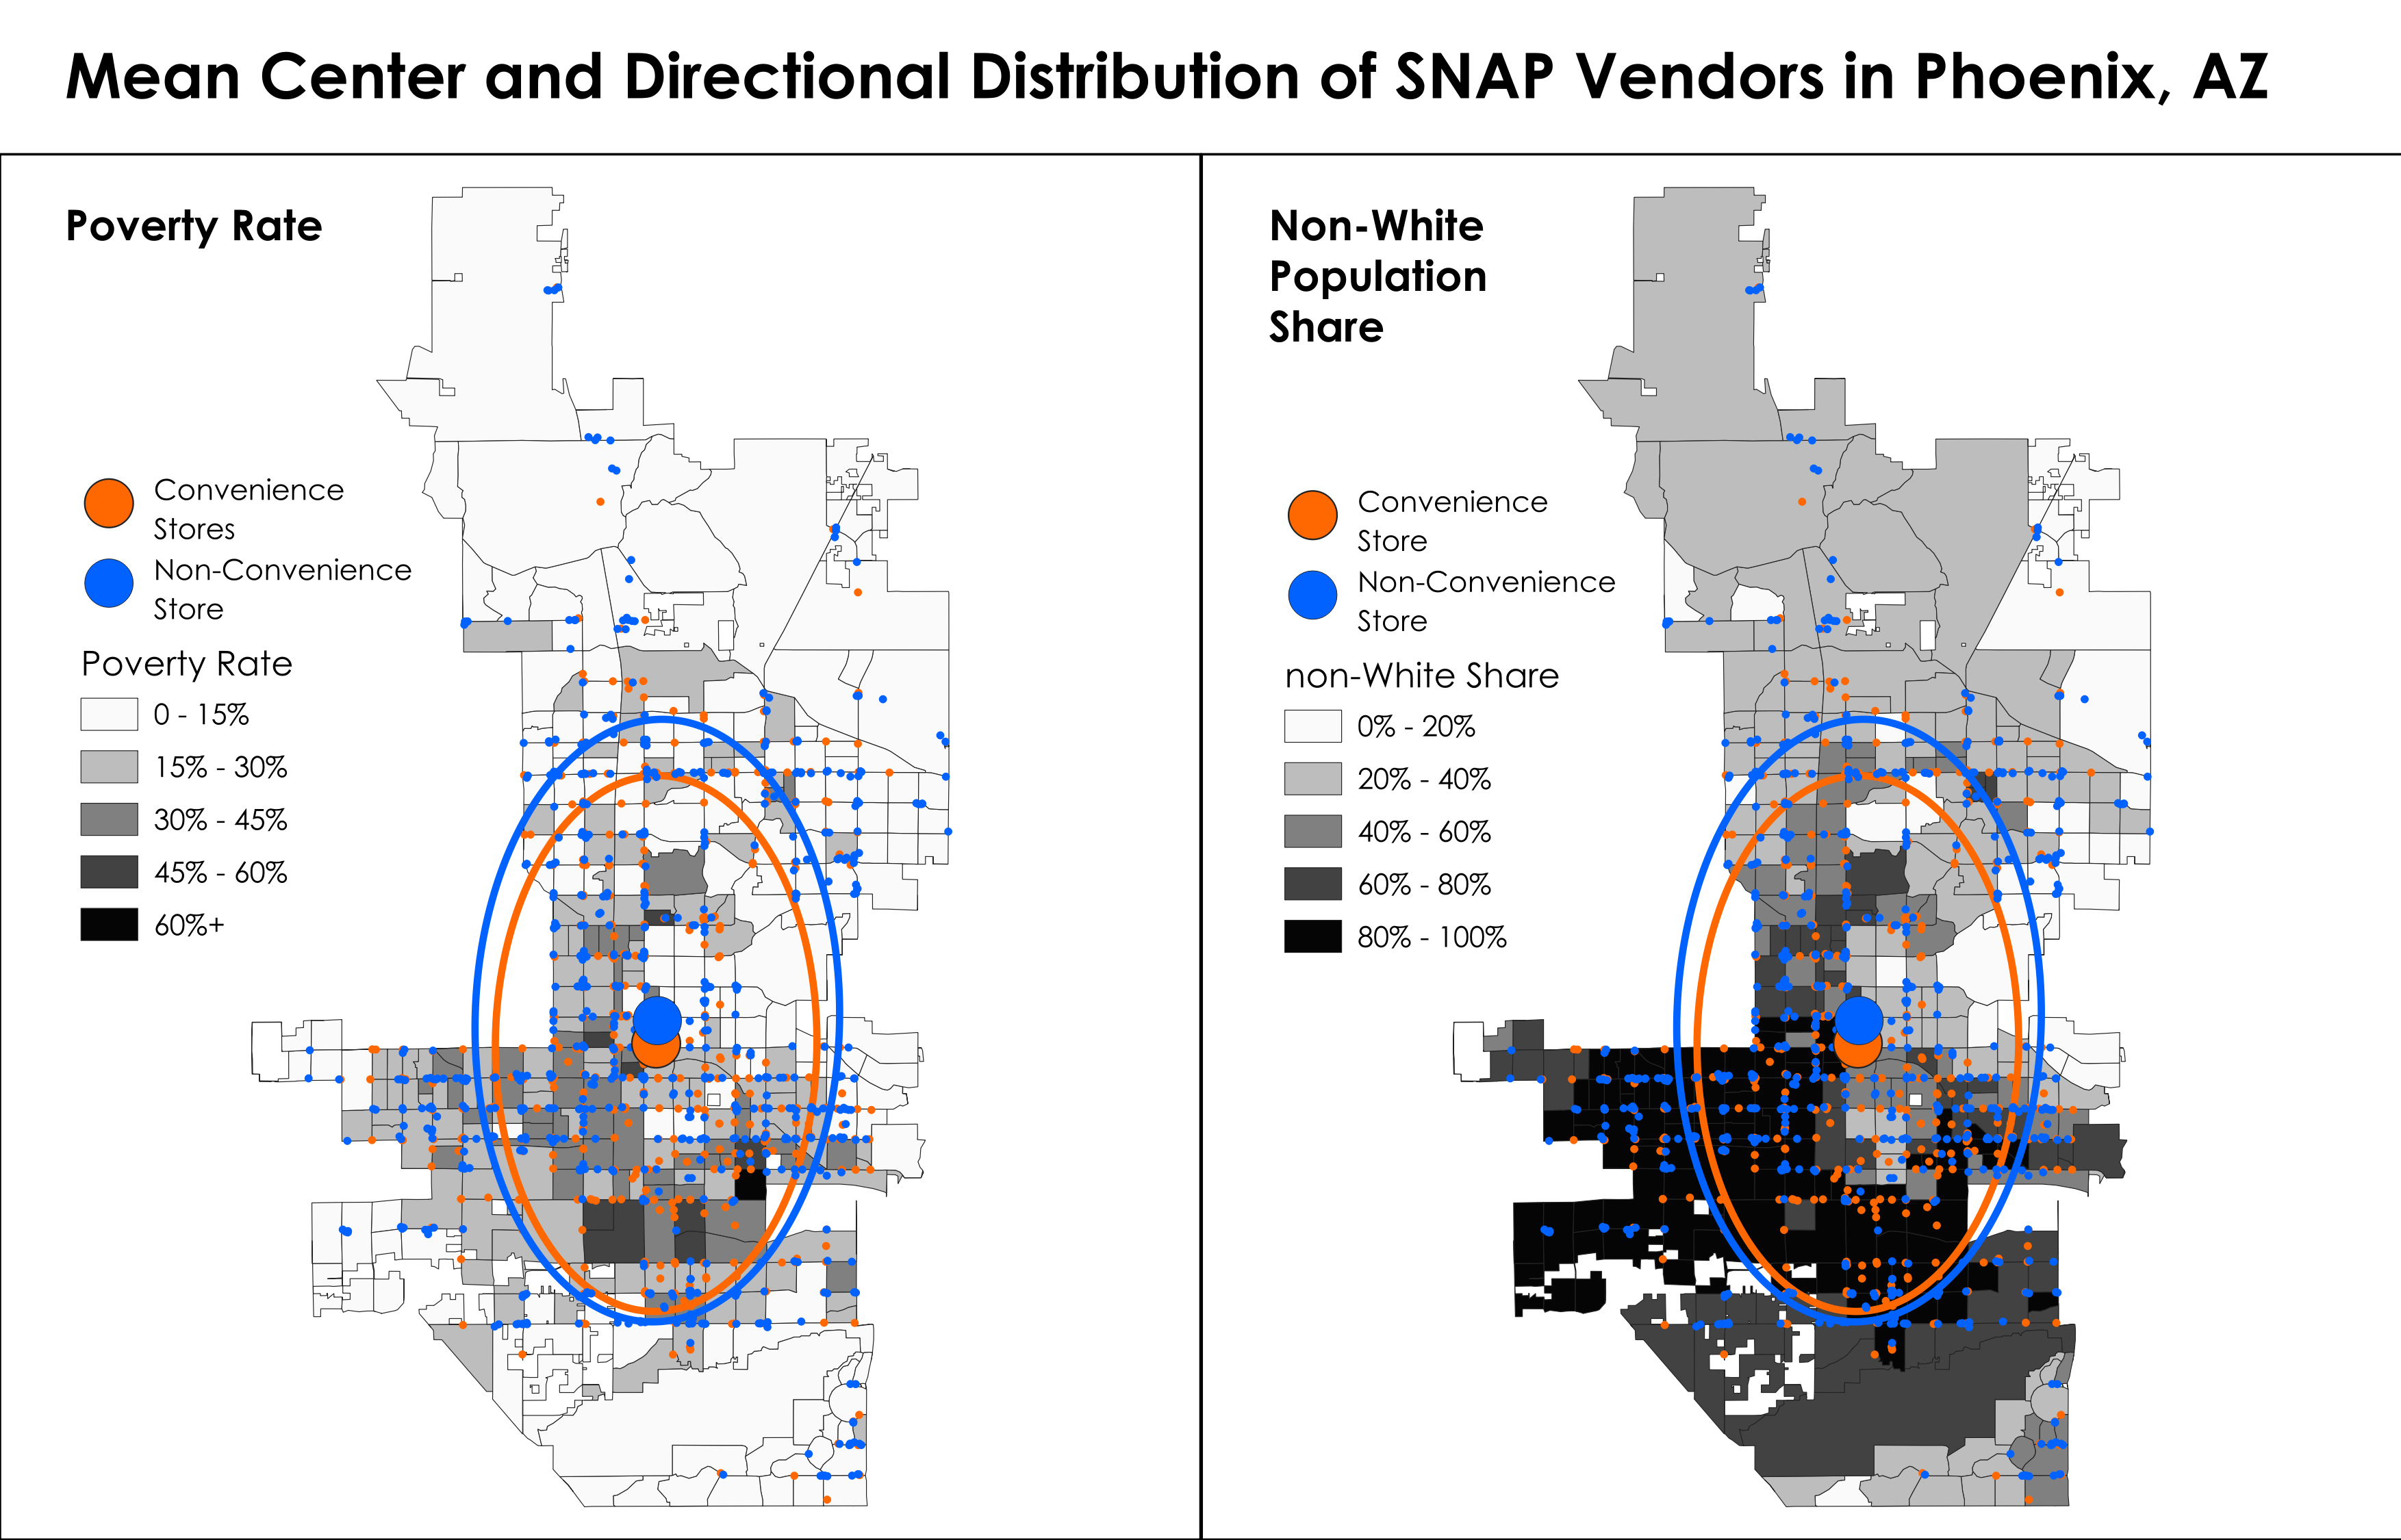 Mean Center and Directional Distribution of SNAP Vendors in Phoenix, AZ
Poverty Rate
Convenience
Stores
Non-Convenience
Store
Poverty Rate
0 - 15%
15% - 30%
30% - 45%
45% - 60%
60%+
Non-White
Population
Share
Convenience
Store
Non-Convenience
Store
non-White Share
0% - 20%
20% - 40%
40% - 60%
60% - 80%
80% - 100%